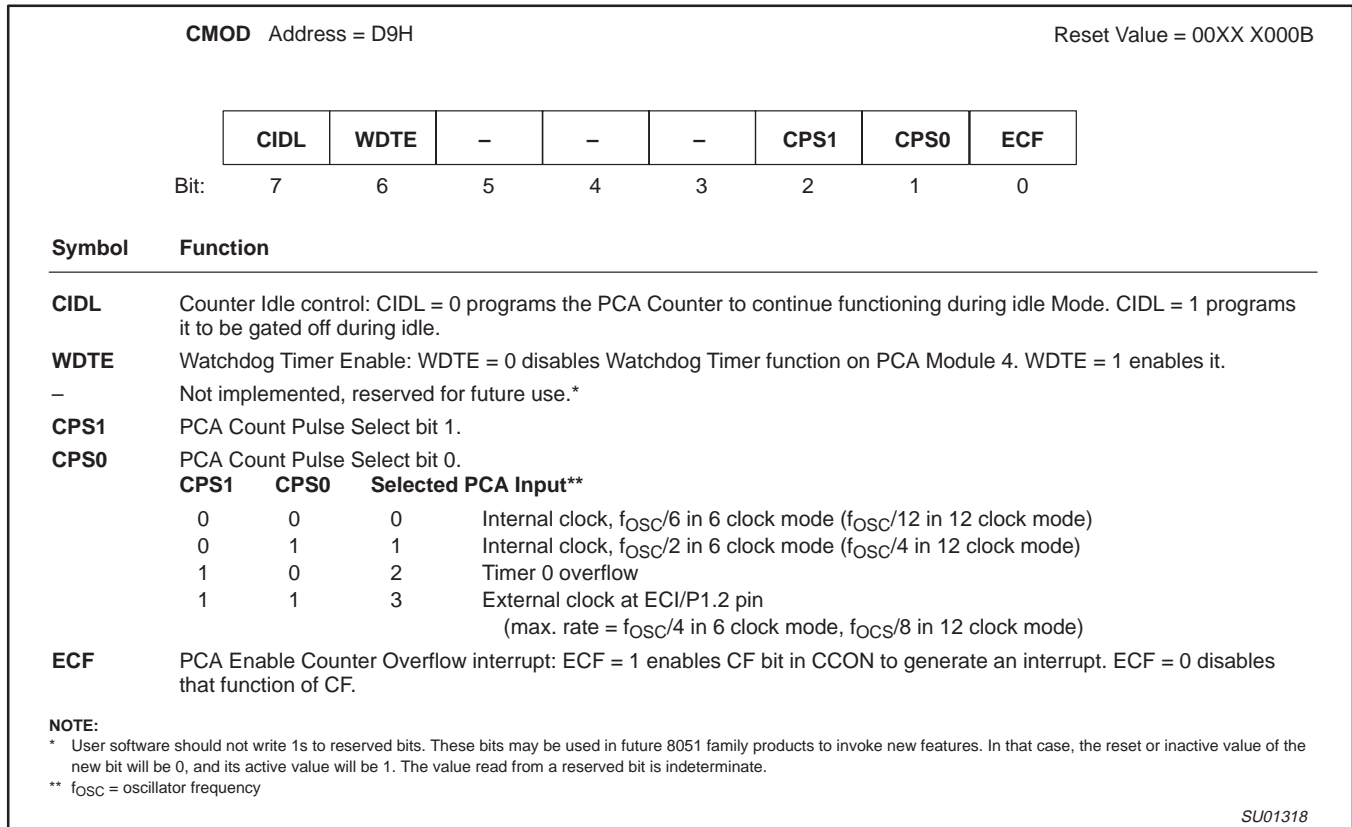 CMOD Address = D9H Reset Value = 00XX X000B
CIDL WDTE – – – CPS1 CPS0 ECF
Bit: 7 6 5 4 3 2 1 0
Symbol Function
CIDL Counter Idle control: CIDL = 0 programs the PCA Counter to continue functioning during idle Mode. CIDL = 1 programs
it to be gated off during idle.
WDTE Watchdog Timer Enable: WDTE = 0 disables Watchdog Timer function on PCA Module 4. WDTE = 1 enables it.
– Not implemented, reserved for future use.*
CPS1 PCA Count Pulse Select bit 1.
CPS0 PCA Count Pulse Select bit 0.
CPS1 CPS0 Selected PCA Input**
0 0 0 Internal clock, fOSC/6 in 6 clock mode (fOSC/12 in 12 clock mode)
0 1 1 Internal clock, fOSC/2 in 6 clock mode (fOSC/4 in 12 clock mode)
1 0 2 Timer 0 overflow
1 1 3 External clock at ECI/P1.2 pin
(max. rate = fOSC/4 in 6 clock mode, fOCS/8 in 12 clock mode)
ECF PCA Enable Counter Overflow interrupt: ECF = 1 enables CF bit in CCON to generate an interrupt. ECF = 0 disables
that function of CF.
NOTE:
* User software should not write 1s to reserved bits. These bits may be used in future 8051 family products to invoke new features. In that case, the reset or inactive value of the
new bit will be 0, and its active value will be 1. The value read from a reserved bit is indeterminate.
** fOSC = oscillator frequency
SU01318